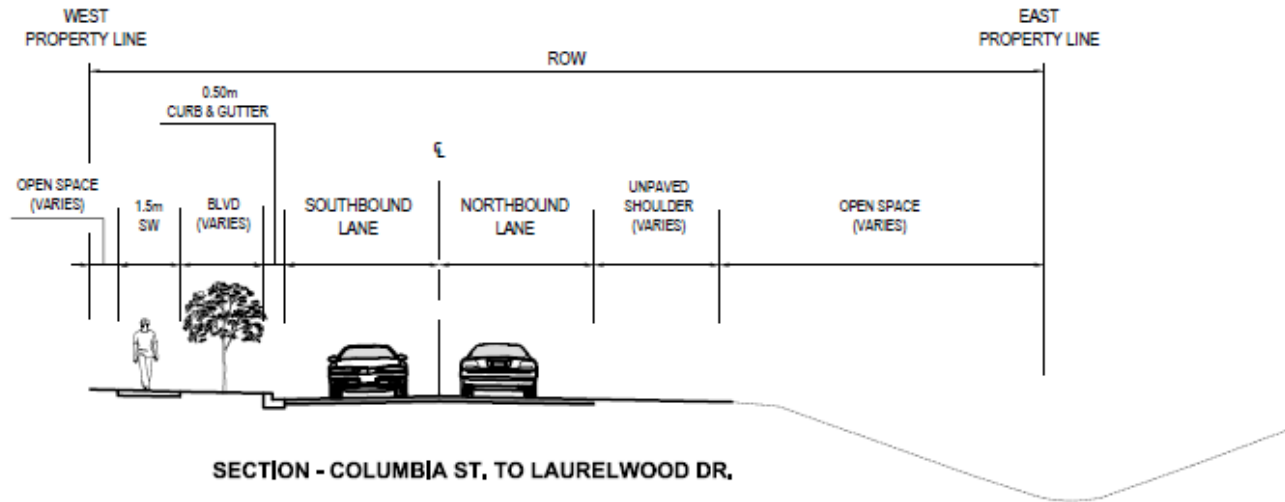 WEST
PROPERTY LINE
EAST
PROPERTY LINE
ROW
0.50m
CURB & GUTTER
℄
OPEN SPACE
(VARIES)
1.5m
SW
BLVD
(VARIES)
SOUTHBOUND
LANE
NORTHBOUND
LANE
UNPAVED
SHOULDER
(VARIES)
OPEN SPACE
(VARIES)
SECTION - COLUMBIA ST. TO LAURELWOOD DR.